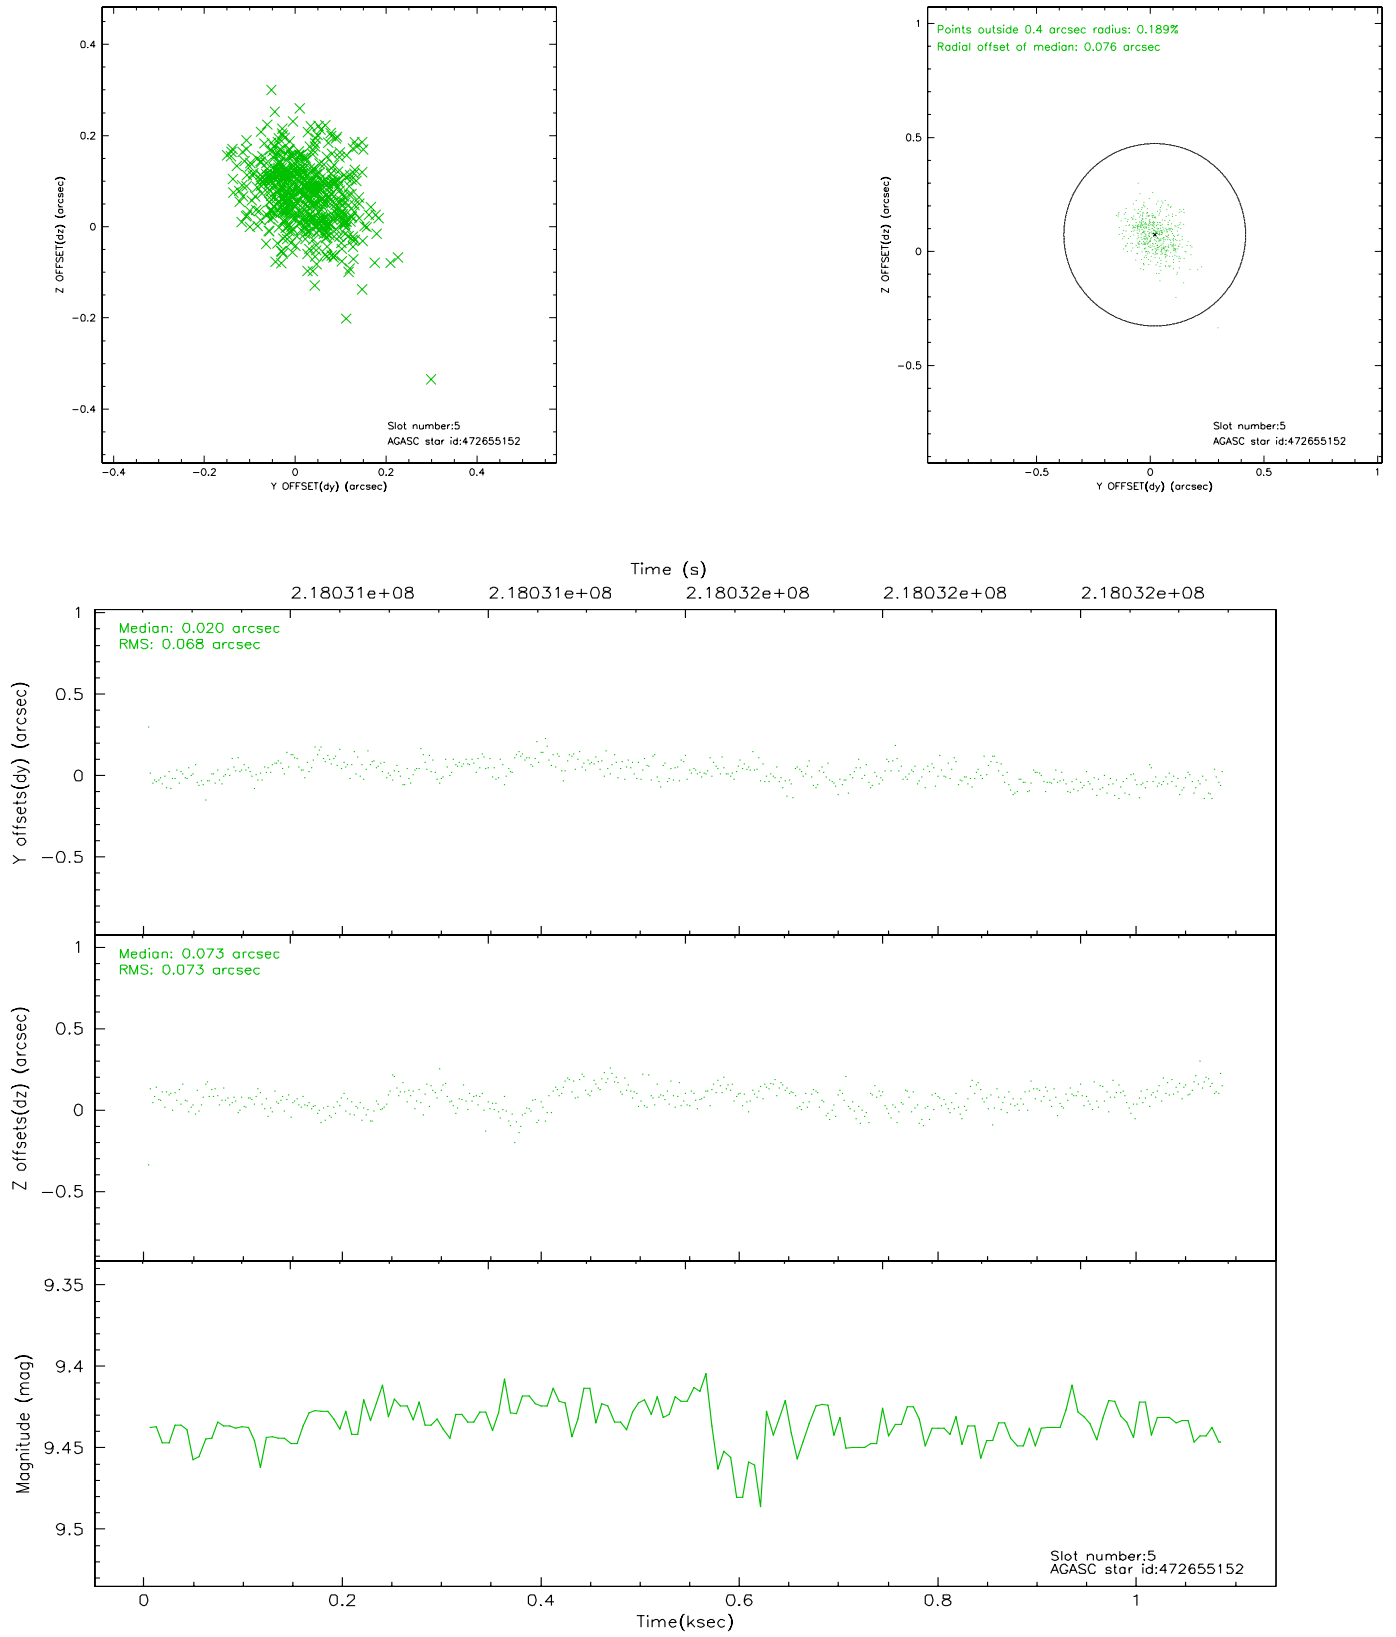 0.4
0.2
0
−0.2
−0.4
Z OFFSET(dz) (arcsec)
Slot number:5
AGASC star id:472655152
−0.4 −0.2 0 0.2 0.4
Y OFFSET(dy) (arcsec)
Points outside 0.4 arcsec radius: 0.189%
Radial offset of median: 0.076 arcsec
1
0.5
0
−0.5
Z OFFSET(dz) (arcsec)
Slot number:5
AGASC star id:472655152
−0.5 0 0.5 1
Y OFFSET(dy) (arcsec)
Time (s)
2.18031e+08 2.18031e+08 2.18032e+08 2.18032e+08 2.18032e+08
Median: 0.020 arcsec
RMS: 0.068 arcsec
1
0.5
0
−0.5
Y offsets(dy) (arcsec)
Median: 0.073 arcsec
RMS: 0.073 arcsec
1
0.5
0
−0.5
Z offsets(dz) (arcsec)
9.35
9.4
9.45
9.5
Magnitude (mag)
Slot number:5
AGASC star id:472655152
0 0.2 0.4 0.6 0.8 1
Time(ksec)